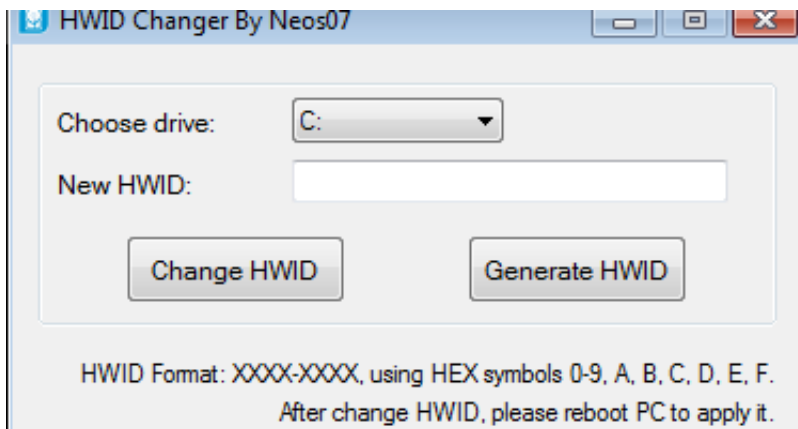 HWID Changer By Neos07
Choose drive: C:
New HWID:
Change HWID Generate HWID
HWID Format: XXXX-XXXX, using HEX symbols 0-9, A, B, C, D, E, F.
After change HWID, please reboot PC to apply it.